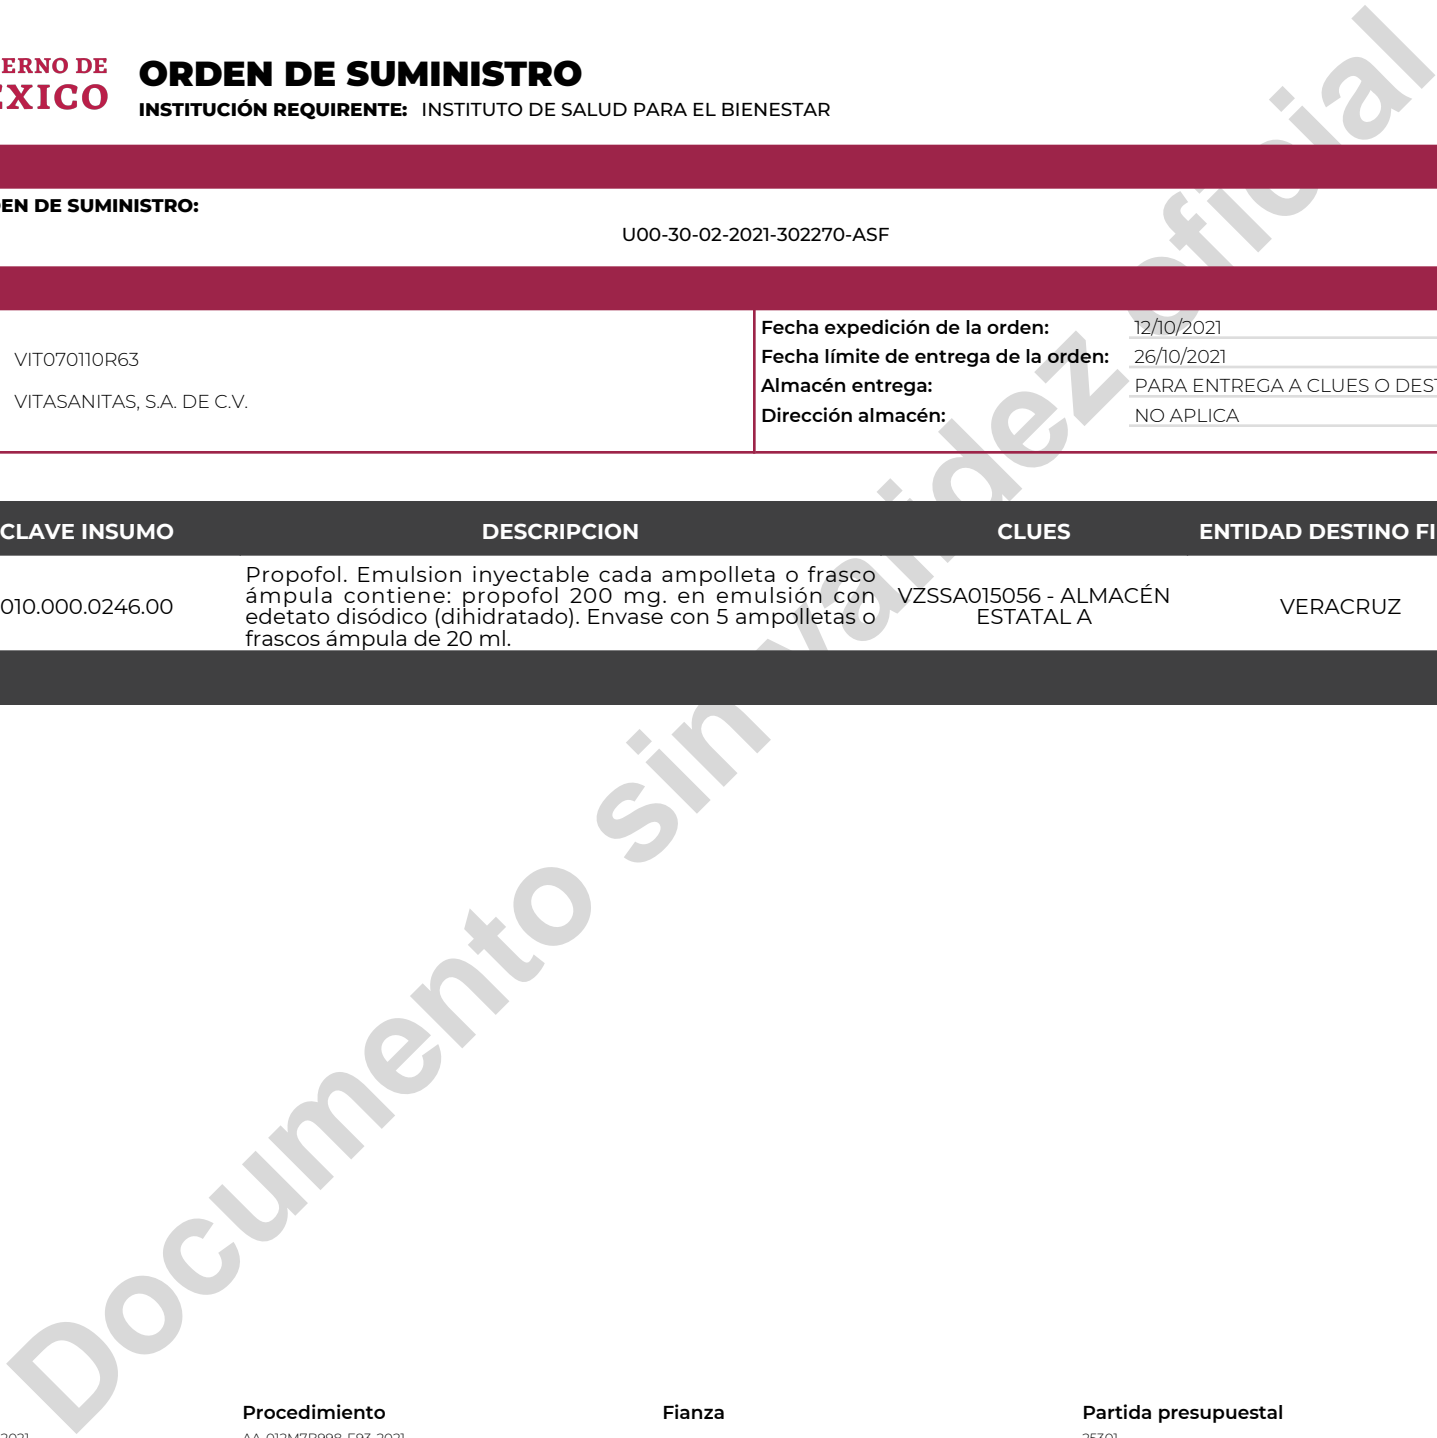 ERNO DE
EXICO
ORDEN DE SUMINISTRO
INSTITUCIÓN REQUIRENTE: INSTITUTO DE SALUD PARA EL BIENESTAR
EN DE SUMINISTRO:
U00-30-02-2021-302270-ASF
VIT070110R63
VITASANITAS, S.A. DE C.V.
Fecha expedición de la orden: 12/10/2021
Fecha límite de entrega de la orden: 26/10/2021
Almacén entrega: PARA ENTREGA A CLUES O DEST
Dirección almacén: NO APLICA
CLAVE INSUMO DESCRIPCION CLUES ENTIDAD DESTINO FI
010.000.0246.00
Propofol. Emulsion inyectable cada ampolleta o frasco
ámpula contiene: propofol 200 mg. en emulsión con
edetato disódico (dihidratado). Envase con 5 ampolletas o
frascos ámpula de 20 ml.
VZSSA015056 - ALMACÉN
ESTATAL A
VERACRUZ
Documento sin validez oficial
Procedimiento Fianza Partida presupuestal